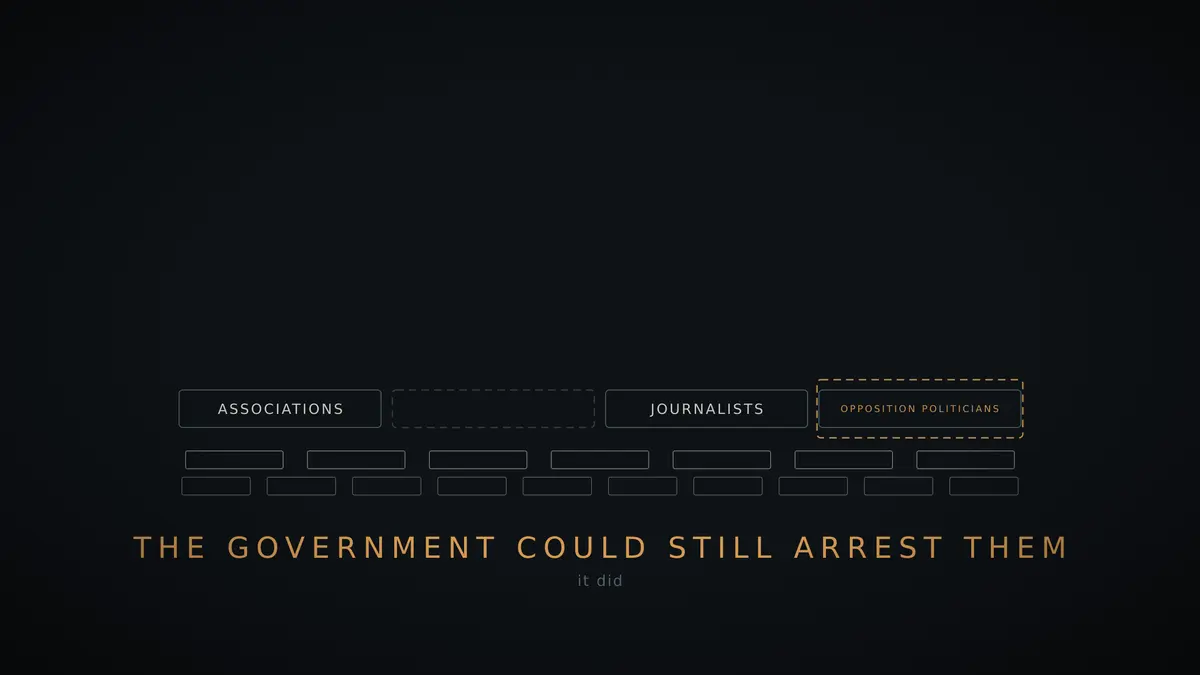 ASSOCIATIONS
JOURNALISTS
OPPOSITION POLITICIANS
THE GOVERNMENT COULD STILL ARREST THEM
it did